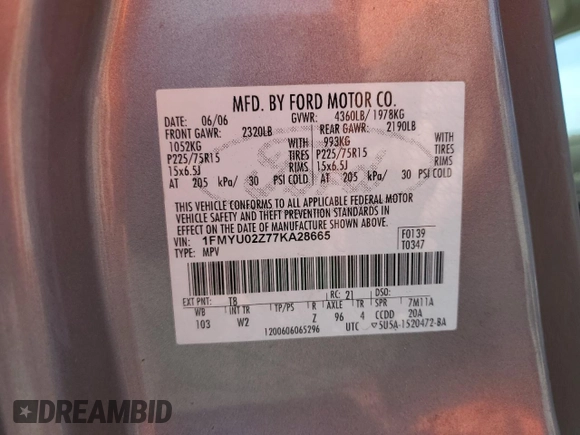 MFD. BY FORD MOTOR CO.
DATE: 06/06 GVWR: 4360LB/1978KG
FRONT GAWR: 2320LB REAR GAWR: 2190LB
1052KG WITH 993KG WITH
P225/75R15 TIRES P225/75R15 TIRES
15x6.5J RIMS 15x6.5J RIMS
AT 205 kPa/ 30 PSI COLD AT 205 kPa/ 30 PSI COLD
THIS VEHICLE CONFORMS TO ALL APPLICABLE FEDERAL MOTOR
VEHICLE SAFETY AND THEFT PREVENTION STANDARDS IN
EFFECT ON THE DATE OF MANUFACTURE SHOWN ABOVE.
VIN: 1FMYU02Z77KA28665 F0139
TYPE: MPV T0347
EXT PNT: TB RC: 21 DSO:
WB INT TR TP/PS R AXLE TR SPR 7M11A
103 W2 Z 96 4 CCDD 20A
1200606065296 UTC 5U5A-1520472-BA
DREAMBID